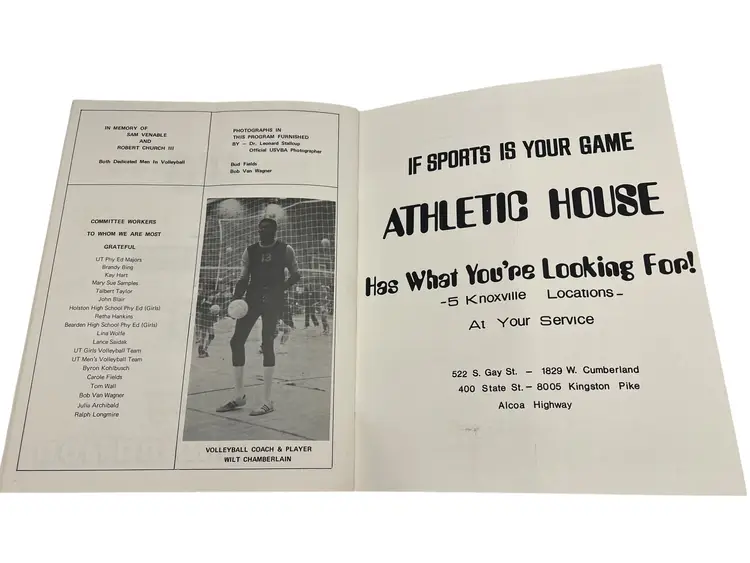 IN MEMORY OF
SAM VENABLE
AND
ROBERT CHURCH III
Both Dedicated Men In Volleyball
PHOTOGRAPHS IN
THIS PROGRAM FURNISHED
BY — Dr. Leonard Stallcup
Official USVBA Photographer
Bud Fields
Bob Van Wagner
COMMITTEE WORKERS
TO WHOM WE ARE MOST
GRATEFUL
UT Phy Ed Majors
Brandy Bing
Kay Hart
Mary Sue Samples
Talbert Taylor
John Blair
Holston High School Phy Ed (Girls)
Retha Hankins
Bearden High School Phy Ed (Girls)
Lina Wolfe
Lance Saidak
UT Girls Volleyball Team
UT Men's Volleyball Team
Byron Kohlbusch
Carole Fields
Tom Wall
Bob Van Wagner
Julie Archibald
Ralph Longmire
13
VOLLEYBALL COACH & PLAYER
WILT CHAMBERLAIN
IF SPORTS IS YOUR GAME
ATHLETIC HOUSE
Has What You're Looking For!
-5 Knoxville Locations-
At Your Service
522 S. Gay St. — 1829 W. Cumberland
400 State St. — 8005 Kingston Pike
Alcoa Highway